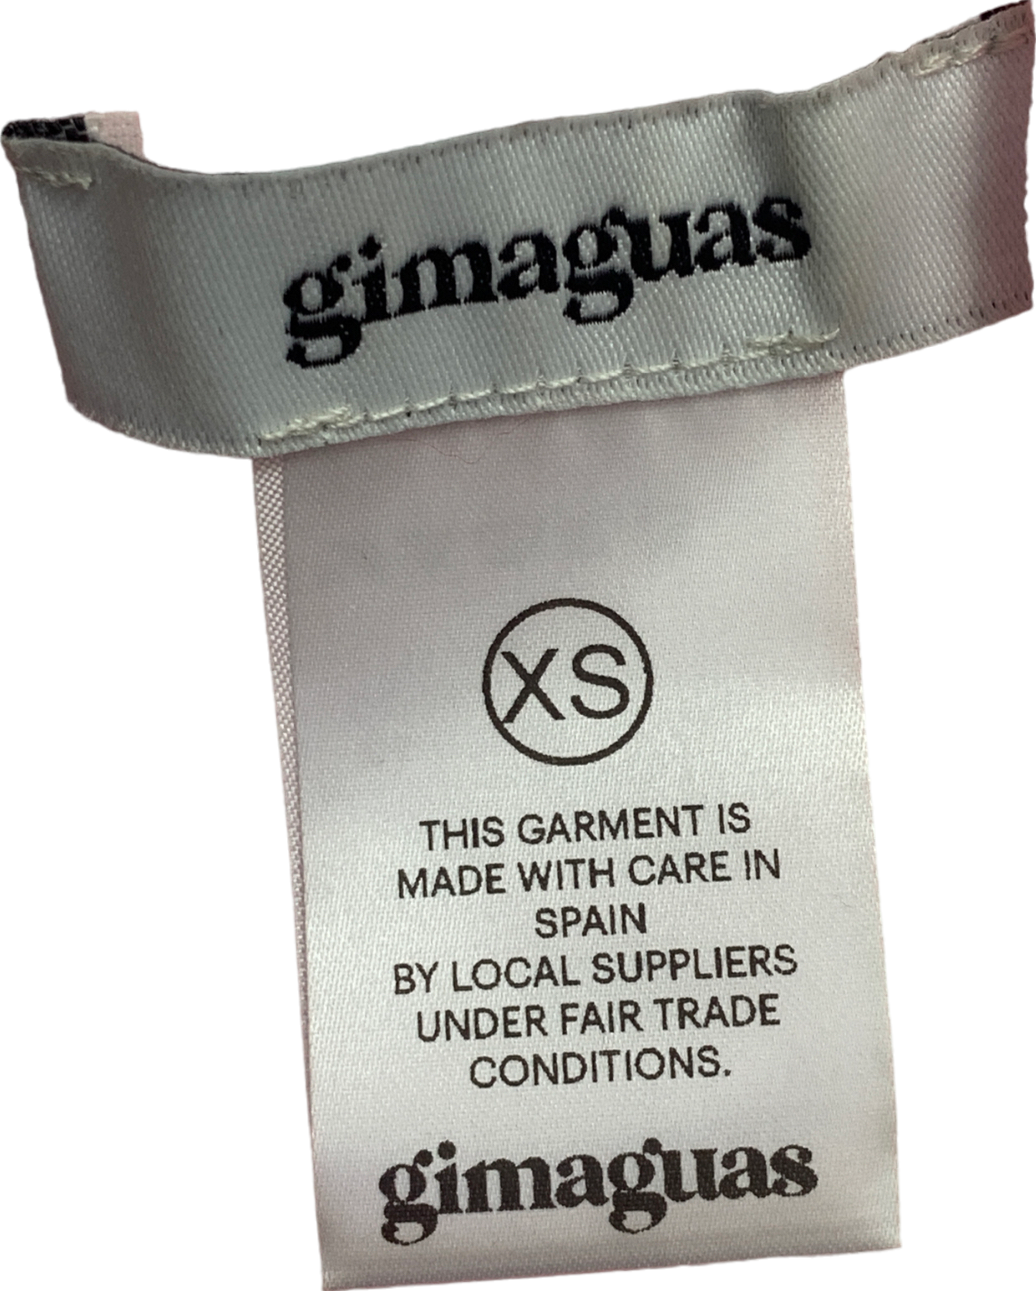 gimaguas
XS
THIS GARMENT IS
MADE WITH CARE IN
SPAIN
BY LOCAL SUPPLIERS
UNDER FAIR TRADE
CONDITIONS.
gimaguas